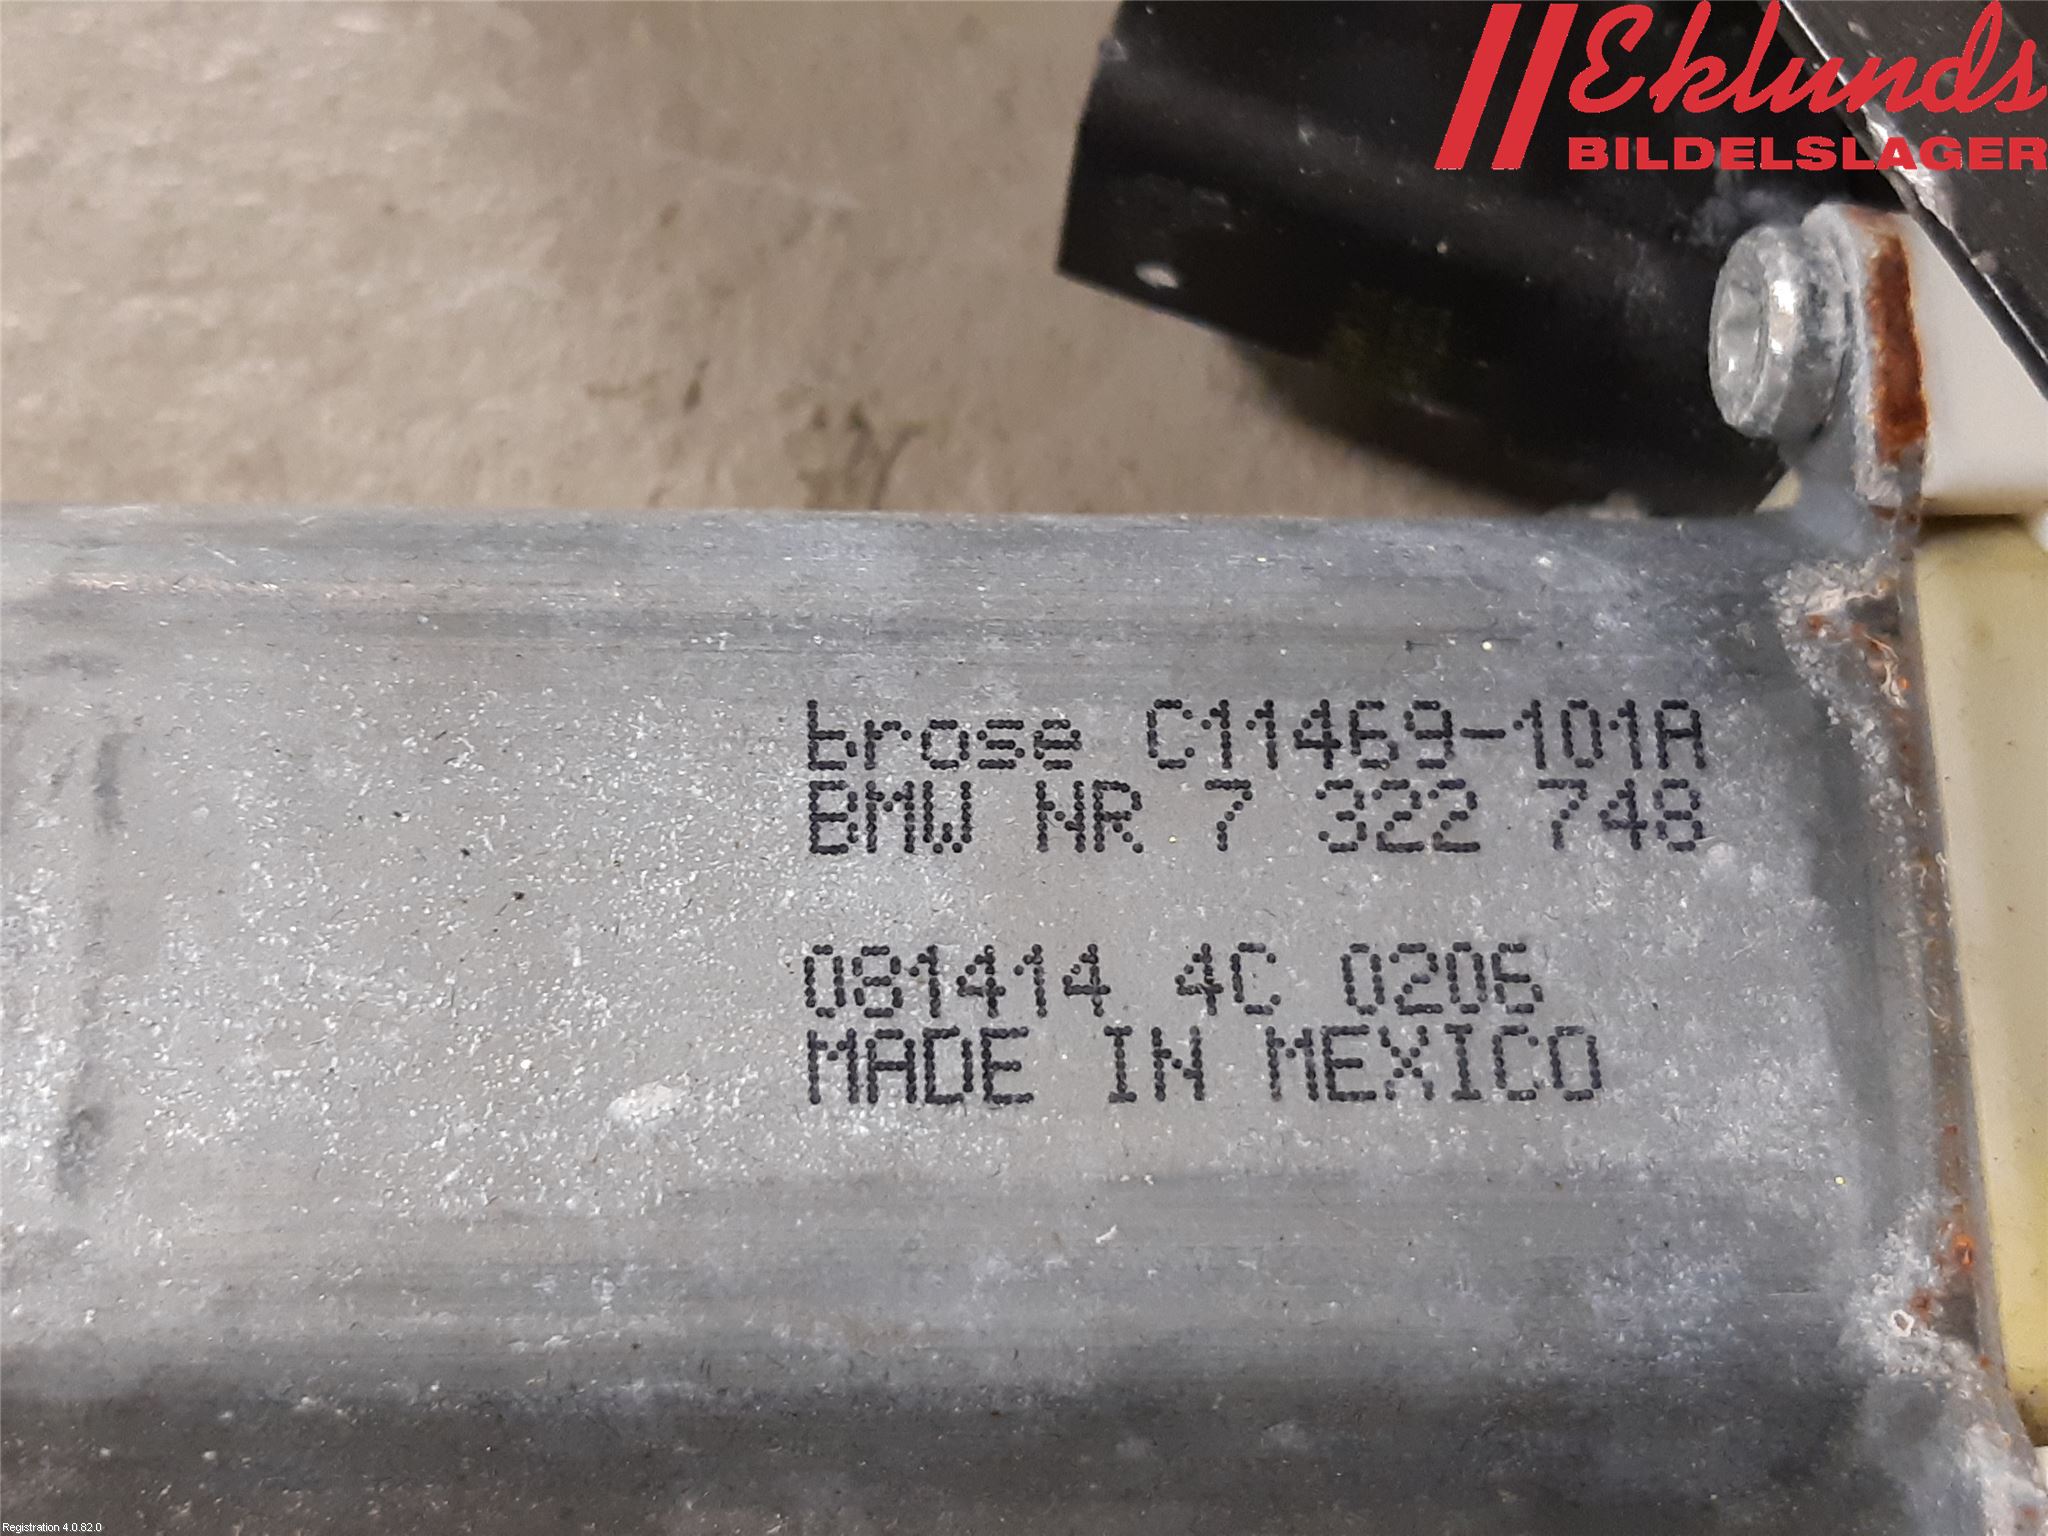 Eklunds
BILDELSLAGER
brose C11469-101A
BMW NR 7 322 748
081414 4C 0206
MADE IN MEXICO
Registration 4.0.82.0